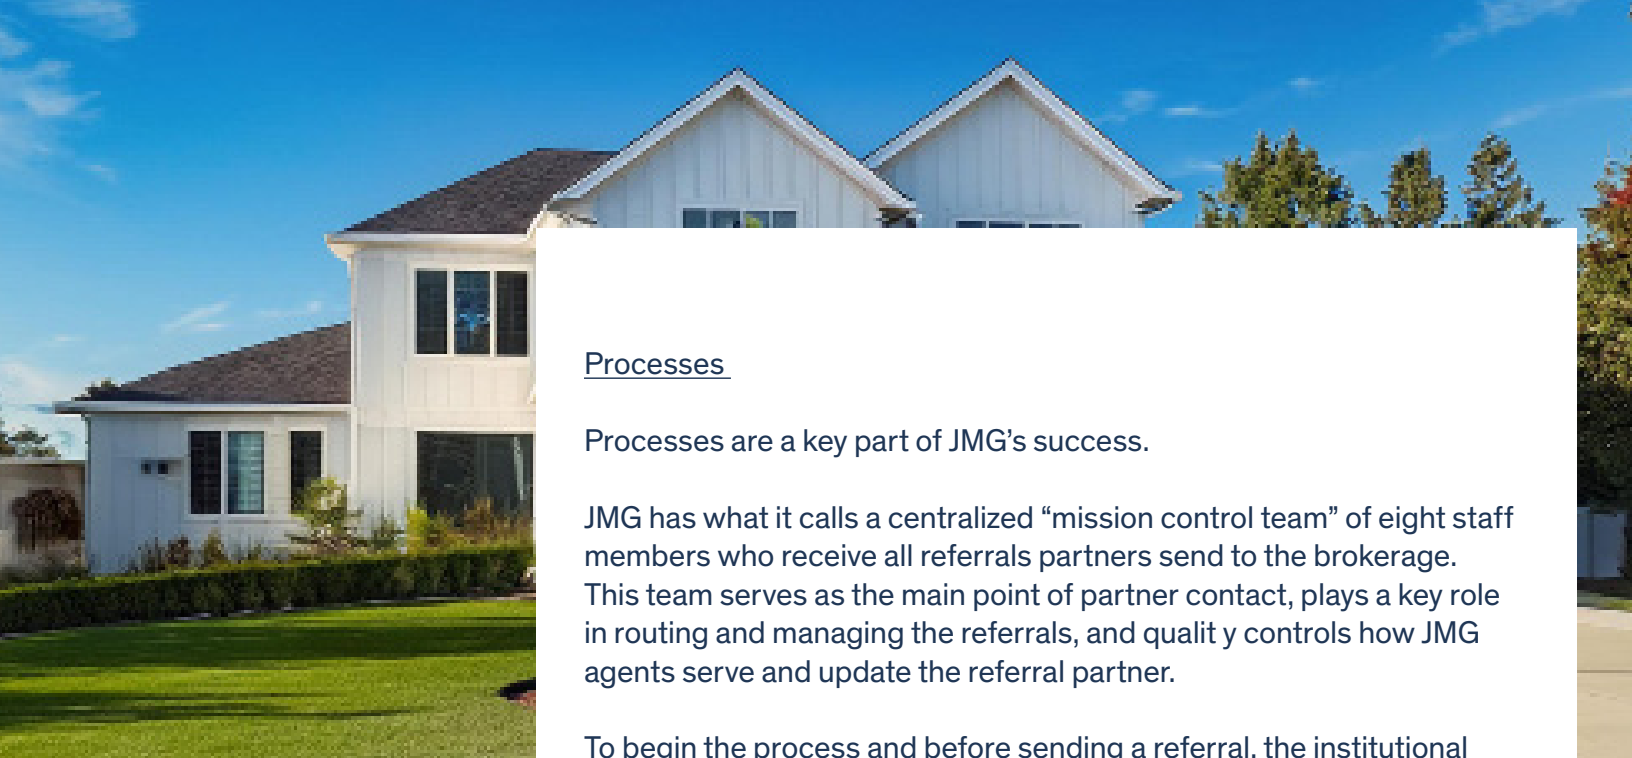 Processes
Processes are a key part of JMG’s success.
JMG has what it calls a centralized “mission control team” of eight staff
members who receive all referrals partners send to the brokerage.
This team serves as the main point of partner contact, plays a key role
in routing and managing the referrals, and qualit y controls how JMG
agents serve and update the referral partner.
To begin the process and before sending a referral, the institutional